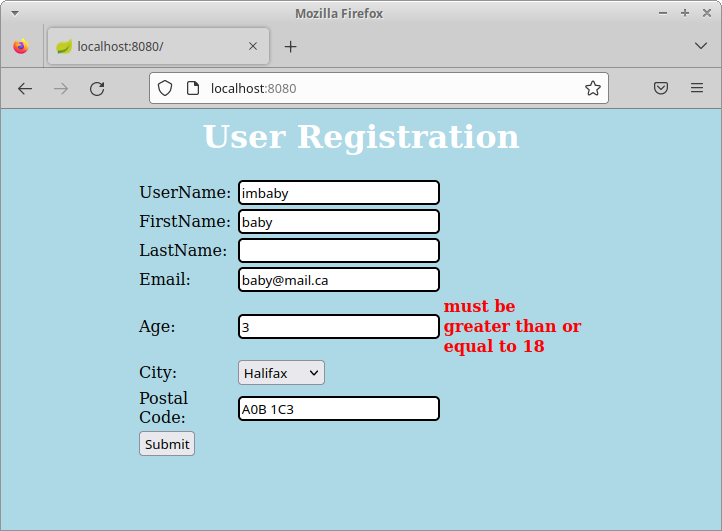 Mozilla Firefox
localhost:8080/
localhost:8080
User Registration
UserName: imbaby
FirstName: baby
LastName:
Email: baby@mail.ca
must be
greater than or
equal to 18
Age: 3
City: Halifax
Postal
Code: A0B 1C3
Submit